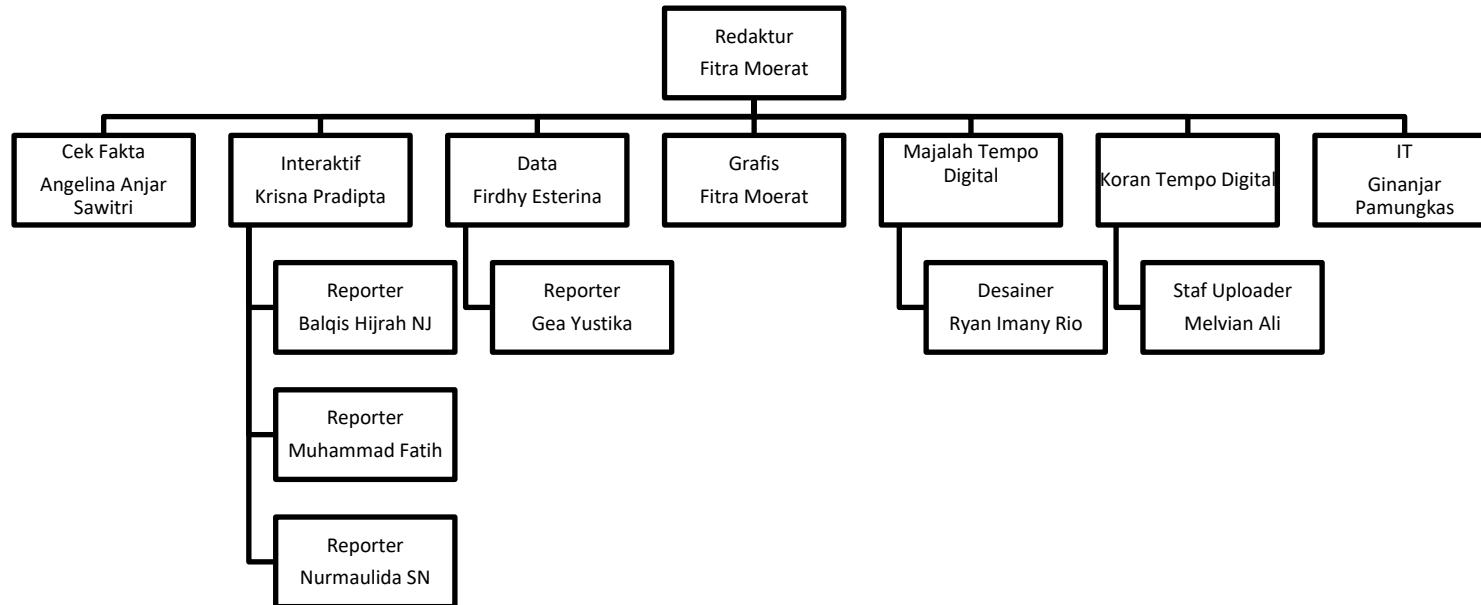 Redaktur
Fitra Moerat
Cek Fakta
Angelina Anjar
Sawitri
Interaktif
Krisna Pradipta
Data
Firdhy Esterina
Grafis
Fitra Moerat
Majalah Tempo
Digital
Koran Tempo Digital
IT
Ginanjar
Pamungkas
Reporter
Balqis Hijrah NJ
Reporter
Gea Yustika
Desainer
Ryan Imany Rio
Staf Uploader
Melvian Ali
Reporter
Muhammad Fatih
Reporter
Nurmaulida SN